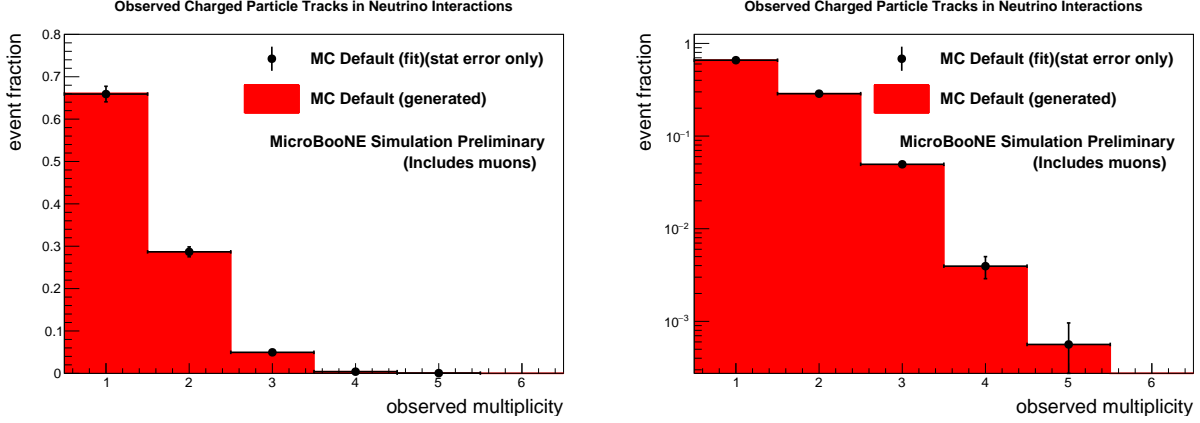 Observed Charged Particle Tracks in Neutrino Interactions
event fraction
0.8
0.7
0.6
0.5
0.4
0.3
0.2
0.1
0
MC Default (fit)(stat error only)
MC Default (generated)
MicroBooNE Simulation Preliminary
(Includes muons)
1 2 3 4 5 6
observed multiplicity
Observed Charged Particle Tracks in Neutrino Interactions
event fraction
1
10⁻¹
10⁻²
10⁻³
MC Default (fit)(stat error only)
MC Default (generated)
MicroBooNE Simulation Preliminary
(Includes muons)
1 2 3 4 5 6
observed multiplicity